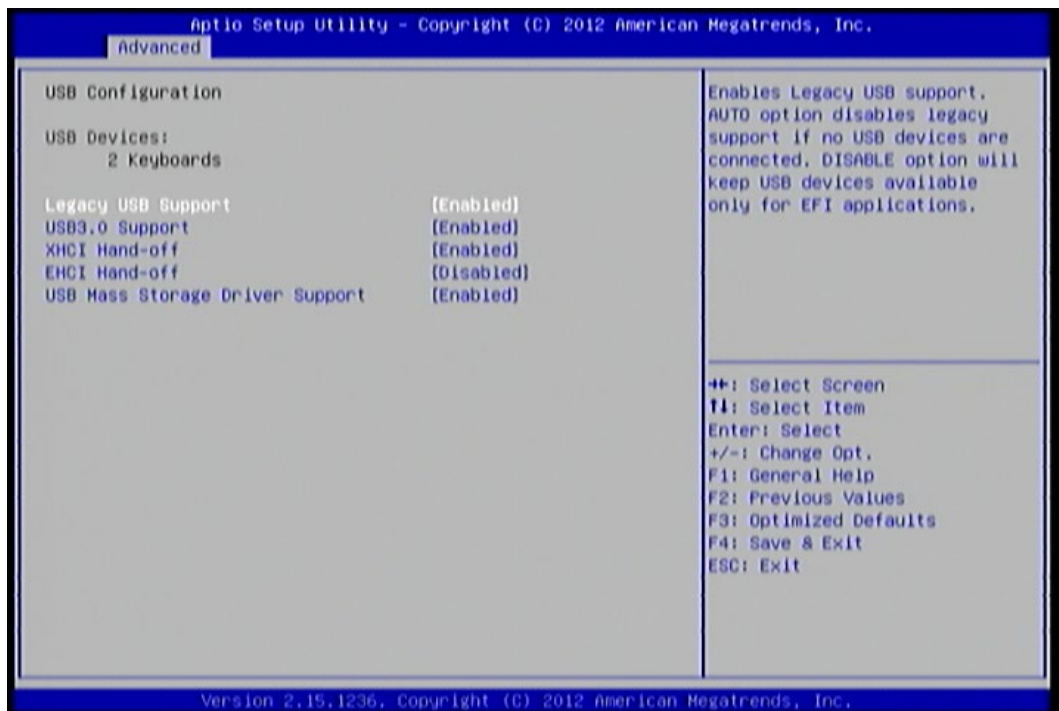 Aptio Setup Utility - Copyright (C) 2012 American Megatrends, Inc.
Advanced
USB Configuration
USB Devices:
2 Keyboards
Legacy USB Support [Enabled]
USB3.0 Support [Enabled]
XHCI Hand-off [Enabled]
EHCI Hand-off [Disabled]
USB Mass Storage Driver Support [Enabled]
Enables Legacy USB support.
AUTO option disables legacy
support if no USB devices are
connected. DISABLE option will
keep USB devices available
only for EFI applications.
→←: Select Screen
↑↓: Select Item
Enter: Select
+/-: Change Opt.
F1: General Help
F2: Previous Values
F3: Optimized Defaults
F4: Save & Exit
ESC: Exit
Version 2.15.1236. Copyright (C) 2012 American Megatrends, Inc.